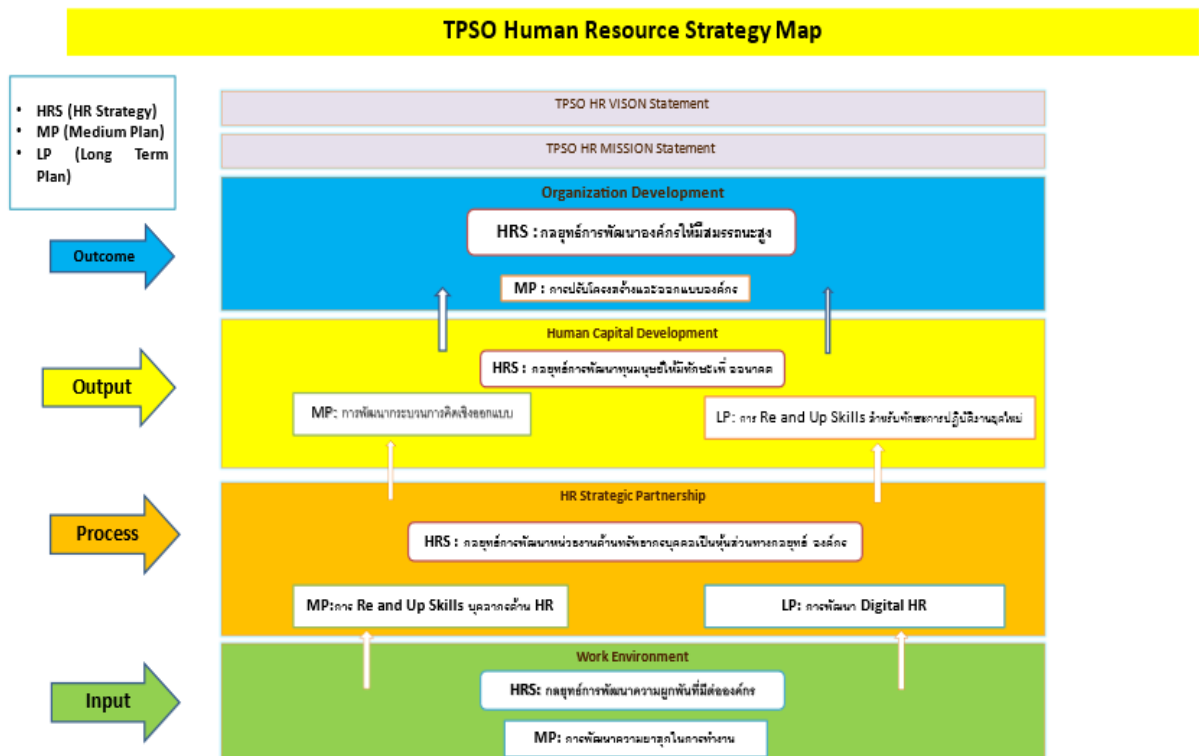 TPSO Human Resource Strategy Map
• HRS (HR Strategy)
• MP (Medium Plan)
• LP (Long Term
Plan)
TPSO HR VISON Statement
TPSO HR MISSION Statement
Outcome
Organization Development
HRS : กลยุทธ์การพัฒนาองค์กรให้มีสมรรถนะสูง
MP : การปรับโครงสร้างและออกแบบองค์กร
Output
Human Capital Development
HRS : กลยุทธ์การพัฒนาทุนมนุษย์ให้มีทักษะเพื่ ออนาคต
MP: การพัฒนากระบวนการคิดเชิงออกแบบ
LP: การ Re and Up Skills สำหรับทักษะการปฏิบัติงานยุคใหม่
Process
HR Strategic Partnership
HRS : กลยุทธ์การพัฒนาหน่วยงานด้านทรัพยากรบุคคลเป็นหุ้นส่วนทางกลยุทธ์ องค์กร
MP:การ Re and Up Skills บุคลากรด้าน HR
LP: การพัฒนา Digital HR
Input
Work Environment
HRS: กลยุทธ์การพัฒนาความผูกพันที่มีต่อองค์กร
MP: การพัฒนาความผาสุกในการทำงาน